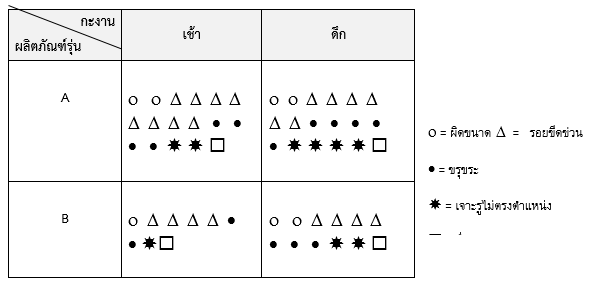 กะงาน
ผลิตภัณฑ์รุ่น
เช้า
ดึก
A
o o Δ Δ Δ Δ
Δ Δ Δ Δ ● ●
● ● ✸ ✸ □
o o Δ Δ Δ Δ
Δ Δ ● ● ● ●
● ✸ ✸ ✸ ✸ □
B
o Δ Δ Δ Δ ●
● ✸ □
o o Δ Δ Δ Δ
● ● ● ✸ ✸ □
o = ผิดขนาด Δ = รอยขีดข่วน
● = ขรุขระ
✸ = เจาะรูไม่ตรงตำแหน่ง